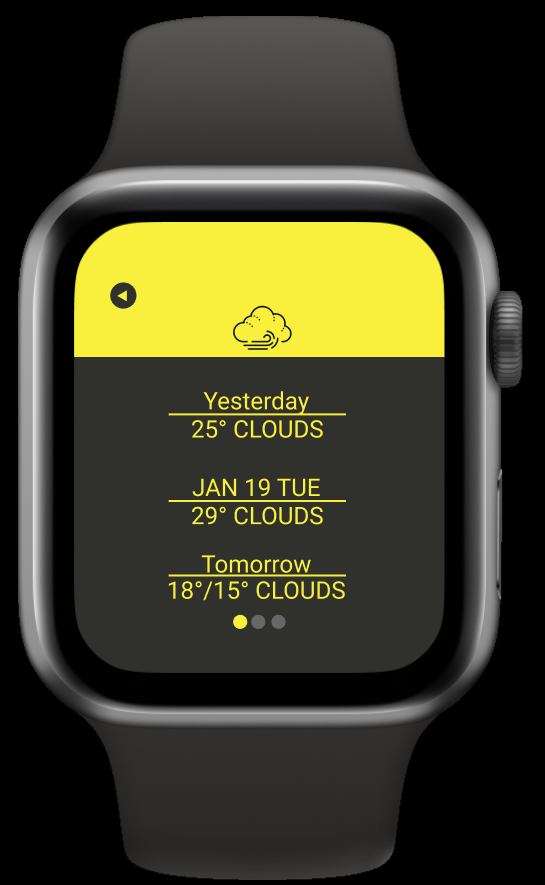 Yesterday
25° CLOUDS
JAN 19 TUE
29° CLOUDS
Tomorrow
18°/15° CLOUDS